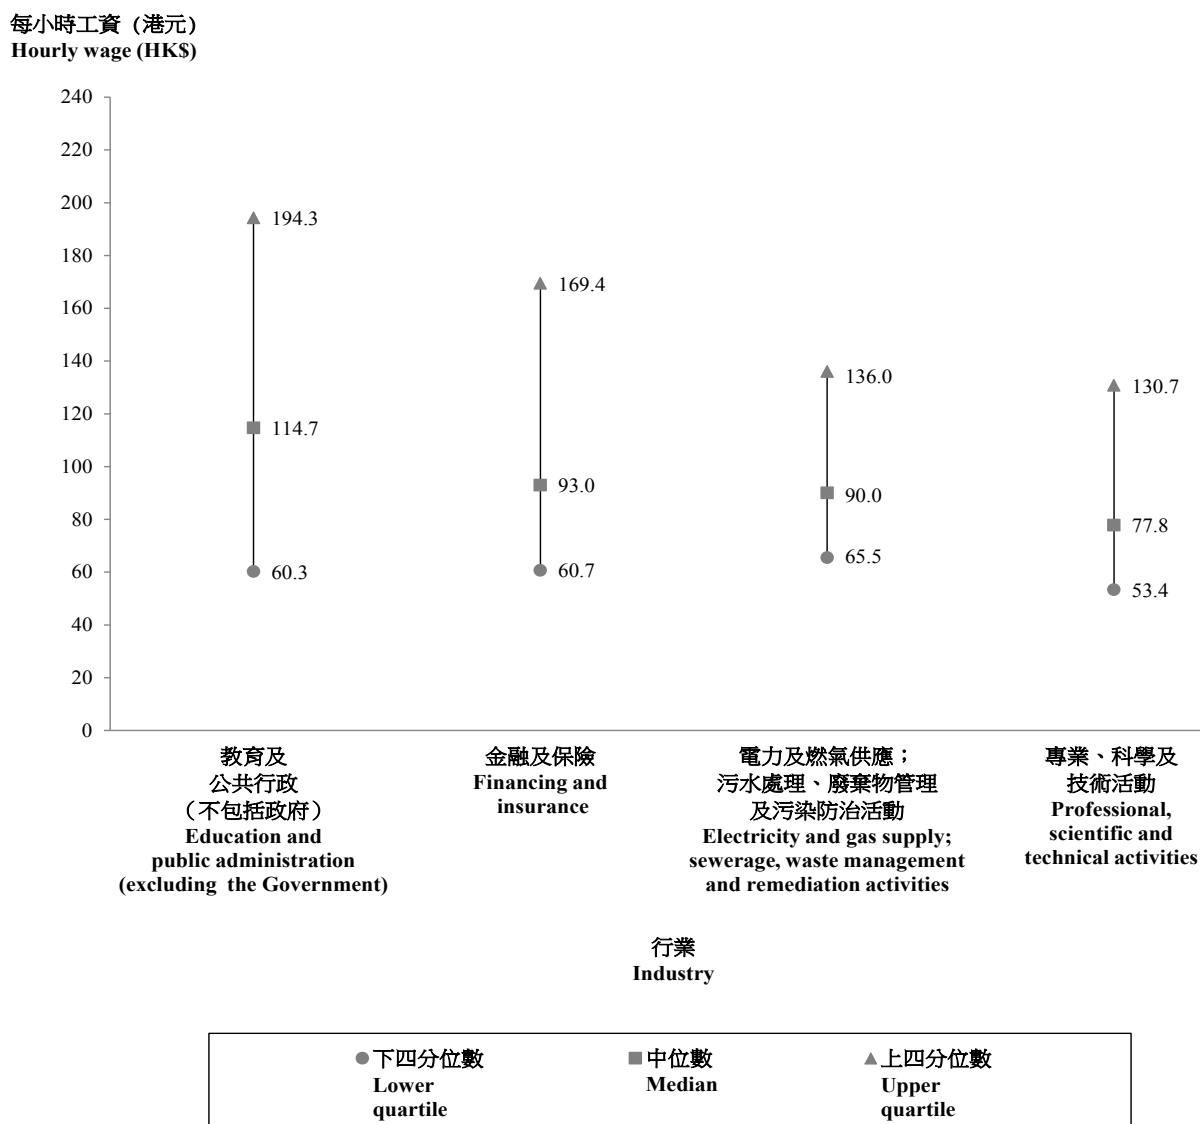 每小時工資 (港元)
Hourly wage (HK$)
240
220
200
180
160
140
120
100
80
60
40
20
0
194.3
114.7
60.3
169.4
93.0
60.7
136.0
90.0
65.5
130.7
77.8
53.4
教育及
公共行政
（不包括政府）
Education and
public administration
(excluding the Government)
金融及保險
Financing and
insurance
電力及燃氣供應；
污水處理、廢棄物管理
及污染防治活動
Electricity and gas supply;
sewerage, waste management
and remediation activities
專業、科學及
技術活動
Professional,
scientific and
technical activities
行業
Industry
下四分位數
Lower
quartile
中位數
Median
上四分位數
Upper
quartile